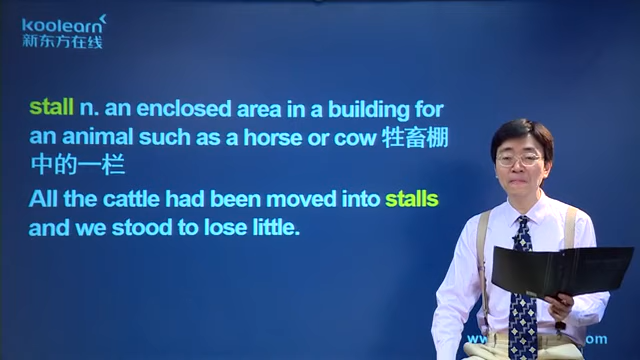 koolearn
新东方在线
stall n. an enclosed area in a building for
an animal such as a horse or cow 牲畜棚
中的一栏
All the cattle had been moved into stalls
and we stood to lose little.